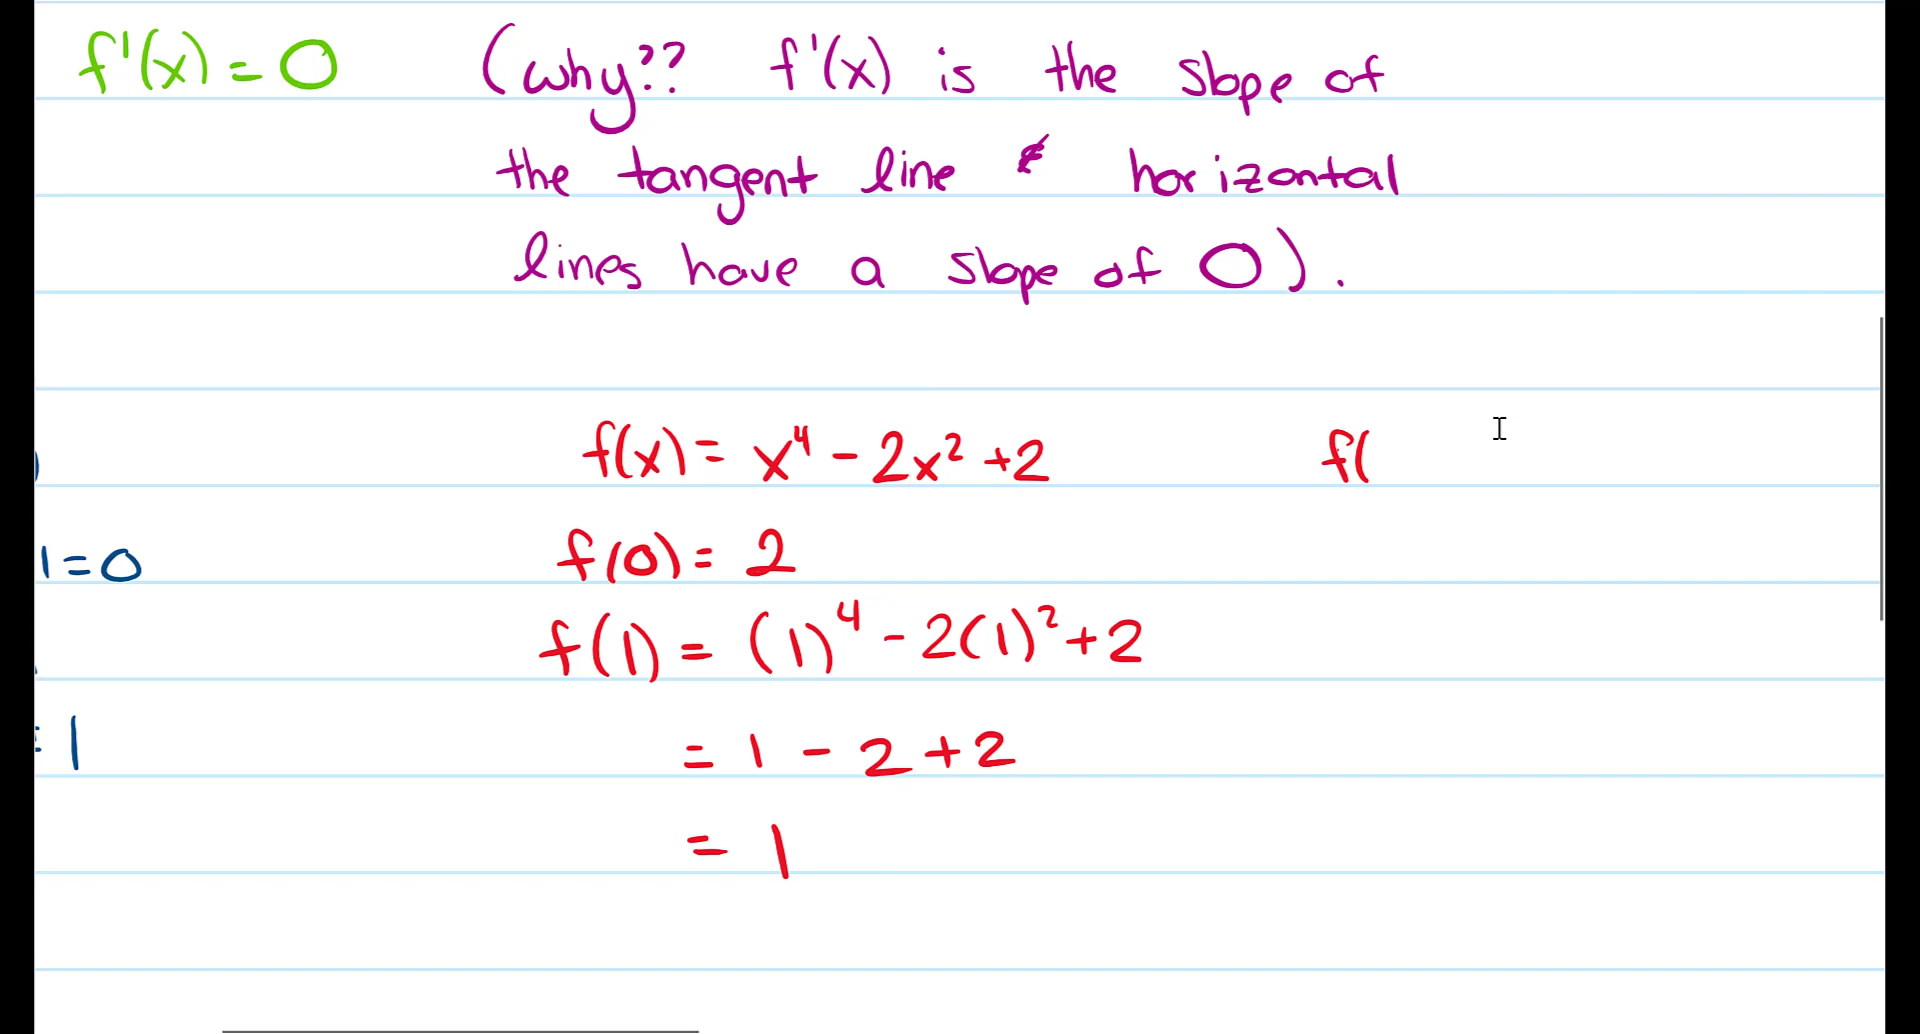 f'(x) = 0 (why?? f'(x) is the slope of
the tangent line & horizontal
lines have a slope of 0).
f(x) = x⁴ - 2x² + 2 f(
1 = 0 f(0) = 2
f(1) = (1)⁴ - 2(1)² + 2
= 1 = 1 - 2 + 2
= 1